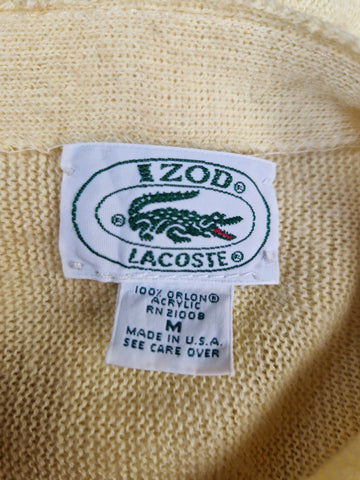 IZOD®
® ®
LACOSTE®
100% ORLON®
ACRYLIC
RN 21008
M
MADE IN U.S.A.
SEE CARE OVER